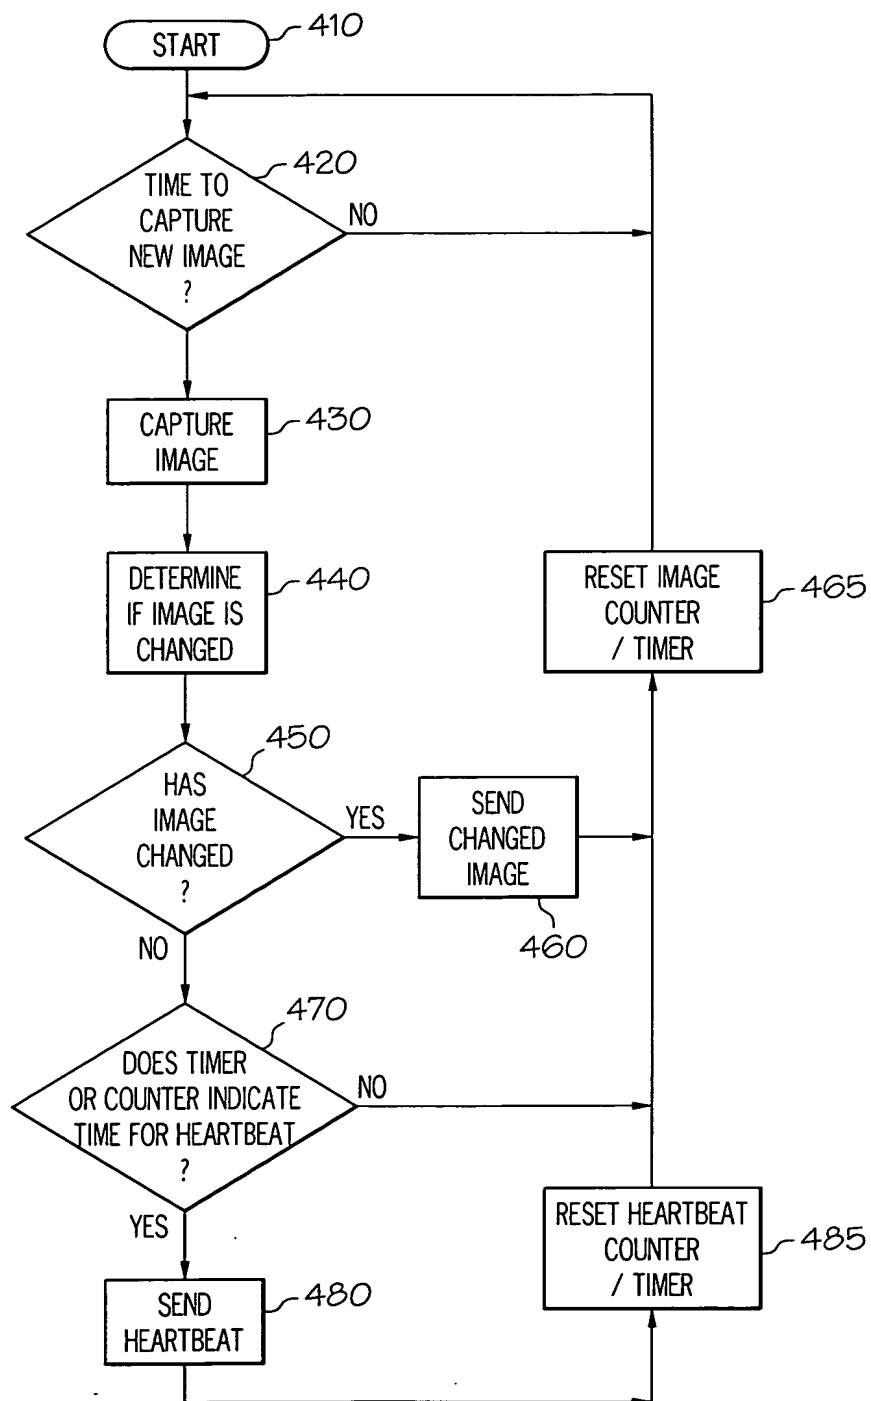 START
410
TIME TO
CAPTURE
NEW IMAGE
?
420
NO
CAPTURE
IMAGE
430
DETERMINE
IF IMAGE IS
CHANGED
440
RESET IMAGE
COUNTER
/ TIMER
465
HAS
IMAGE
CHANGED
?
450
YES
SEND
CHANGED
IMAGE
460
NO
DOES TIMER
OR COUNTER INDICATE
TIME FOR HEARTBEAT
?
470
NO
YES
SEND
HEARTBEAT
480
RESET HEARTBEAT
COUNTER
/ TIMER
485